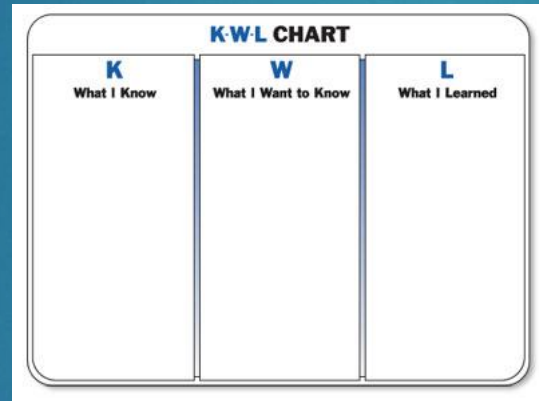 K·W·L CHART
K
What I Know
W
What I Want to Know
L
What I Learned